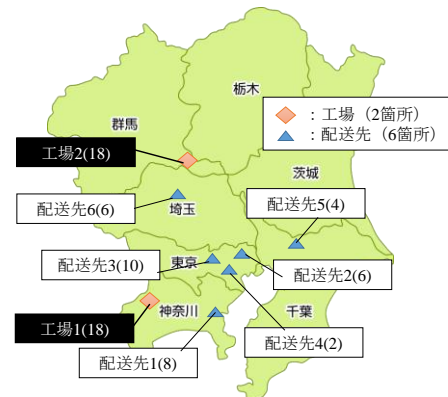 栃木
群馬
◆ : 工場（2箇所）
▲ : 配送先（6箇所）
工場2(18)
茨城
配送先6(6)
埼玉
配送先5(4)
配送先3(10)
東京
配送先2(6)
神奈川
千葉
工場1(18)
配送先1(8)
配送先4(2)